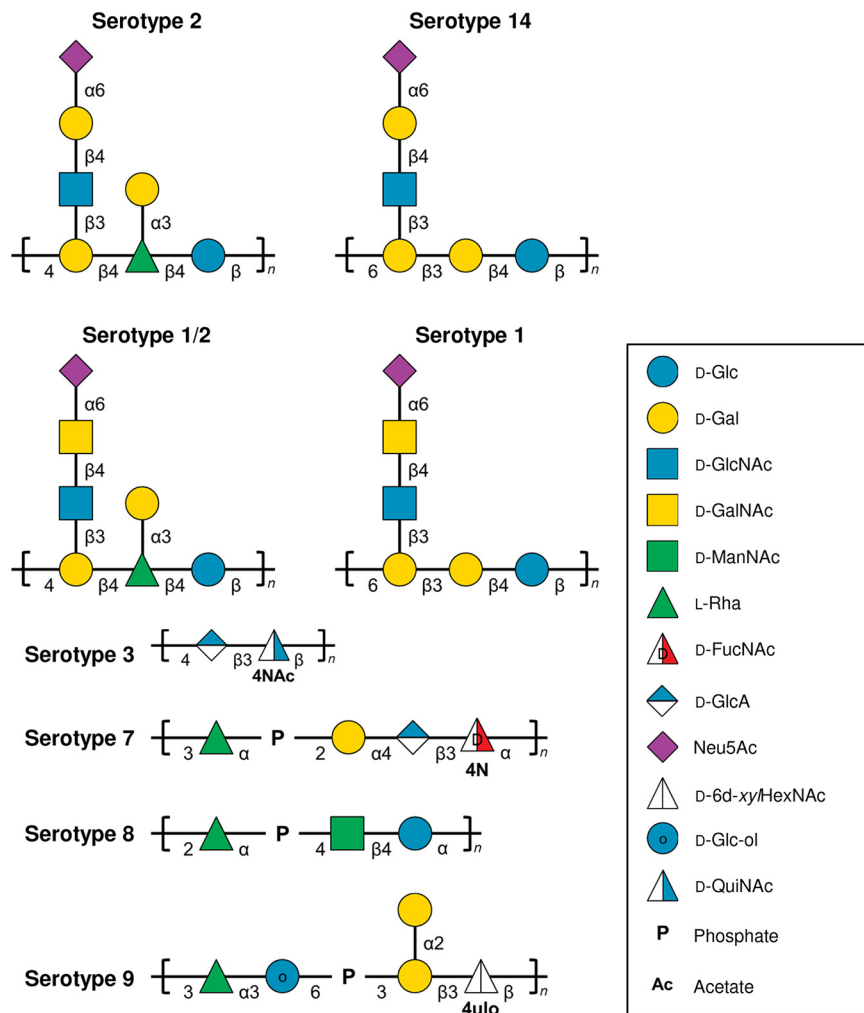 Serotype 2
α6
β4
β3
α3
[ 4 β4 β4 β ]n
Serotype 14
α6
β4
β3
[ 6 β3 β4 β ]n
Serotype 1/2
α6
β4
β3
α3
[ 4 β4 β4 β ]n
Serotype 1
α6
β4
β3
[ 6 β3 β4 β ]n
Serotype 3
[ 4 β3 β ]n
4NAc
Serotype 7
[ 3 α P 2 α4 β3 D α ]n
4N
Serotype 8
[ 2 α P 4 β4 α ]n
Serotype 9
α2
[ 3 α3 o 6 P 3 β3 β ]n
4ulo
D-Glc
D-Gal
D-GlcNAc
D-GalNAc
D-ManNAc
L-Rha
D D-FucNAc
D-GlcA
Neu5Ac
D-6d-xylHexNAc
o D-Glc-ol
D-QuiNAc
P Phosphate
Ac Acetate